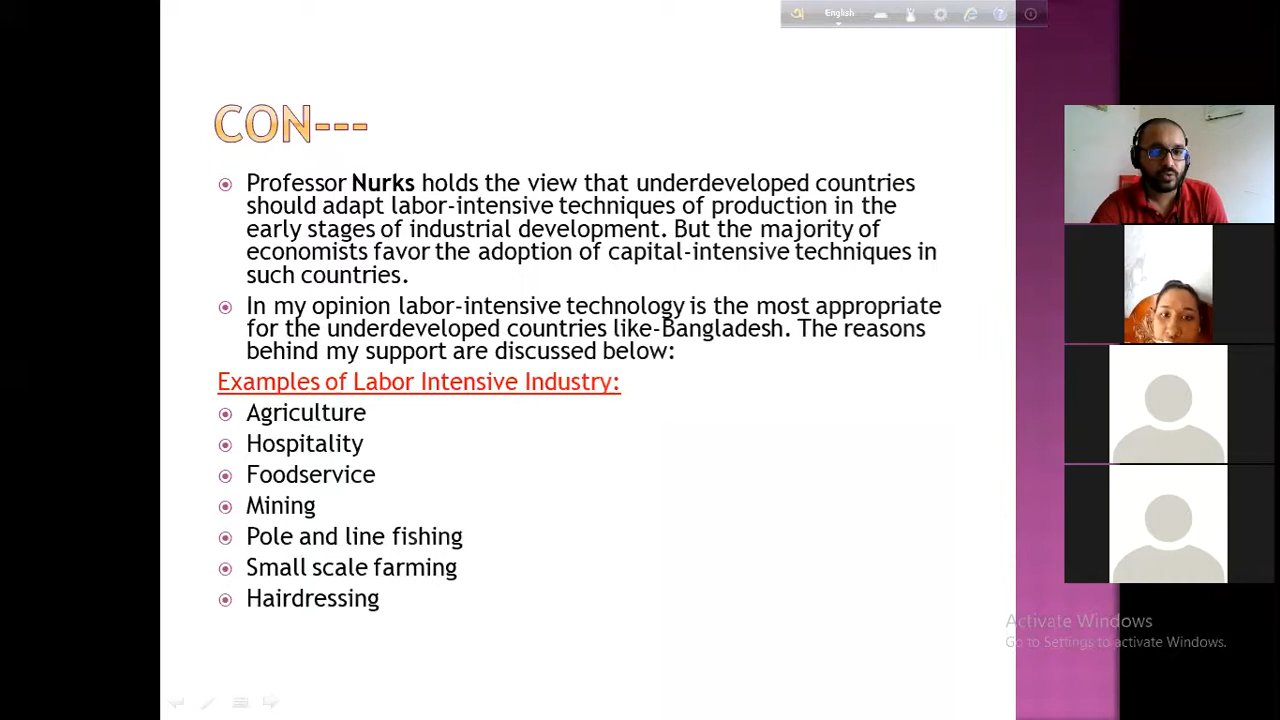 English
CON---
Professor Nurks holds the view that underdeveloped countries
should adapt labor-intensive techniques of production in the
early stages of industrial development. But the majority of
economists favor the adoption of capital-intensive techniques in
such countries.
In my opinion labor-intensive technology is the most appropriate
for the underdeveloped countries like-Bangladesh. The reasons
behind my support are discussed below:
Examples of Labor Intensive Industry:
Agriculture
Hospitality
Foodservice
Mining
Pole and line fishing
Small scale farming
Hairdressing
Activate Windows
Go to Settings to activate Windows.